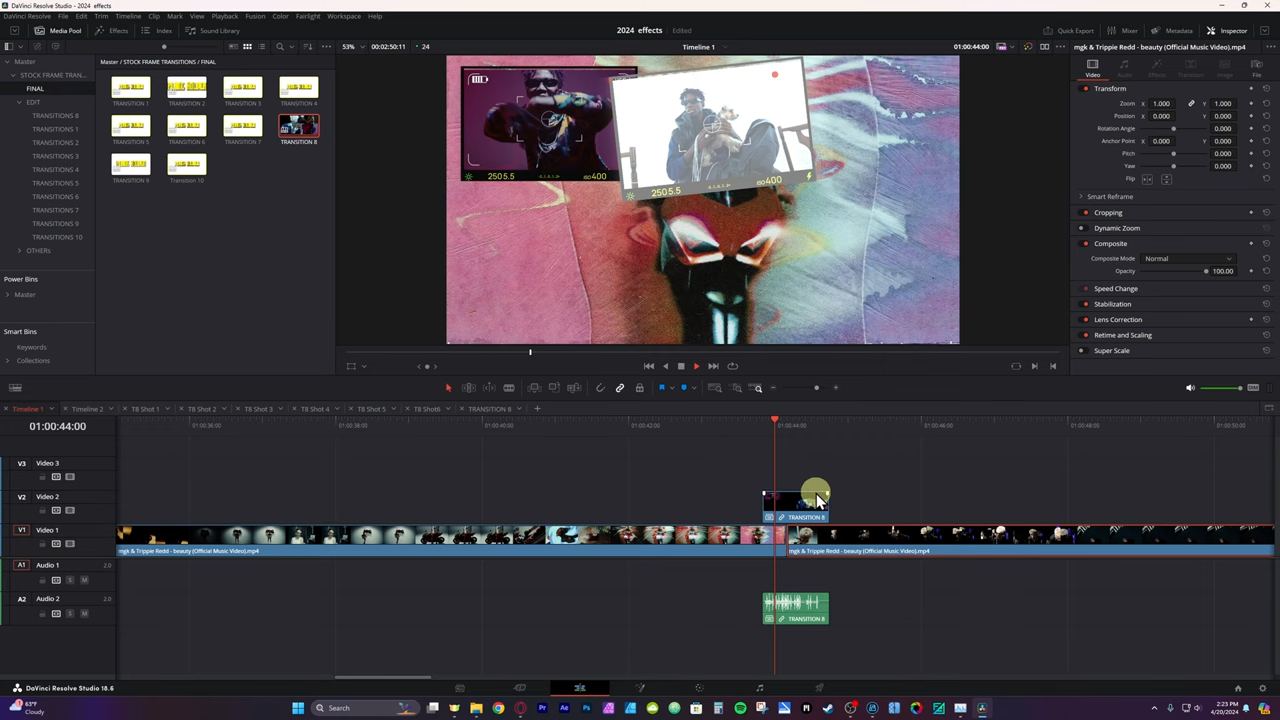 DaVinci Resolve Studio - 2024 effects
DaVinci Resolve File Edit Trim Timeline Clip Mark View Playback Fusion Color Fairlight Workspace Help
Media Pool Effects Index Sound Library 2024 effects Edited Quick Export Mixer Metadata Inspector
53% 00:02:50:11 24 Timeline 1 01:00:44:00 mgk & Trippie Redd - beauty (Official Music Video).mp4
Master
STOCK FRAME TRAN...
FINAL
EDIT
TRANSITIONS 8
TRANSITIONS 1
TRANSITIONS 2
TRANSITIONS 3
TRANSITIONS 4
TRANSITIONS 5
TRANSITIONS 6
TRANSITIONS 7
TRANSITIONS 9
TRANSITIONS 10
OTHERs
Power Bins
Master
Smart Bins
Keywords
Collections
Master / STOCK FRAME TRANSITIONS / FINAL
TRANSITION 1 TRANSITION 2 TRANSITION 3 TRANSITION 4
TRANSITION 5 TRANSITION 6 TRANSITION 7 TRANSITION 8
TRANSITION 9 Transition 10
250 5.5 ISO 400
250 5.5 ISO 400
Video Audio Effects Transition Image File
Transform
Zoom X 1.000 Y 1.000
Position X 0.000 Y 0.000
Rotation Angle 0.000
Anchor Point X 0.000 Y 0.000
Pitch 0.000
Yaw 0.000
Flip
Smart Reframe
Cropping
Dynamic Zoom
Composite
Composite Mode Normal
Opacity 100.00
Speed Change
Stabilization
Lens Correction
Retime and Scaling
Super Scale
Timeline 1 Timeline 2 T8 Shot 1 T8 Shot 2 T8 Shot 3 T8 Shot 4 T8 Shot 5 T8 Shot6 TRANSITION 8
01:00:44:00 01:00:36:00 01:00:38:00 01:00:40:00 01:00:42:00 01:00:44:00 01:00:46:00 01:00:48:00 01:00:50:00
V3 Video 3
V2 Video 2
TRANSITION 8
V1 Video 1
mgk & Trippie Redd - beauty (Official Music Video).mp4 mgk & Trippie Redd - beauty (Official Music Video).mp4
A1 Audio 1 2.0
S M
A2 Audio 2 2.0
S M
TRANSITION 8
DaVinci Resolve Studio 18.6
63°F
Cloudy
Search
2:23 PM
4/20/2024